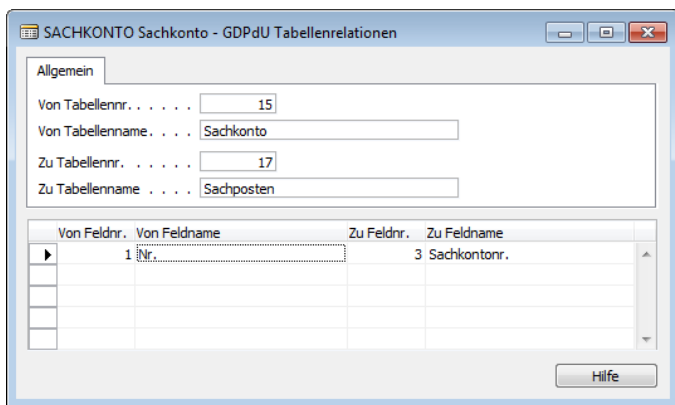 SACHKONTO Sachkonto - GDPdU Tabellenrelationen
Allgemein
Von Tabellennr. . . . . . 15
Von Tabellenname. . . . Sachkonto
Zu Tabellennr. . . . . . 17
Zu Tabellenname . . . . Sachposten
Von Feldnr. Von Feldname Zu Feldnr. Zu Feldname
1 Nr. 3 Sachkontonr.
Hilfe